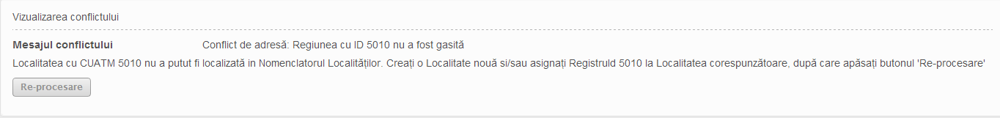 Vizualizarea conflictului
Mesajul conflictului Conflict de adresă: Regiunea cu ID 5010 nu a fost gasită
Localitatea cu CUATM 5010 nu a putut fi localizată in Nomenclatorul Localităților. Creați o Localitate nouă si/sau asignați RegistruId 5010 la Localitatea corespunzătoare, după care apăsați butonul 'Re-procesare'
Re-procesare